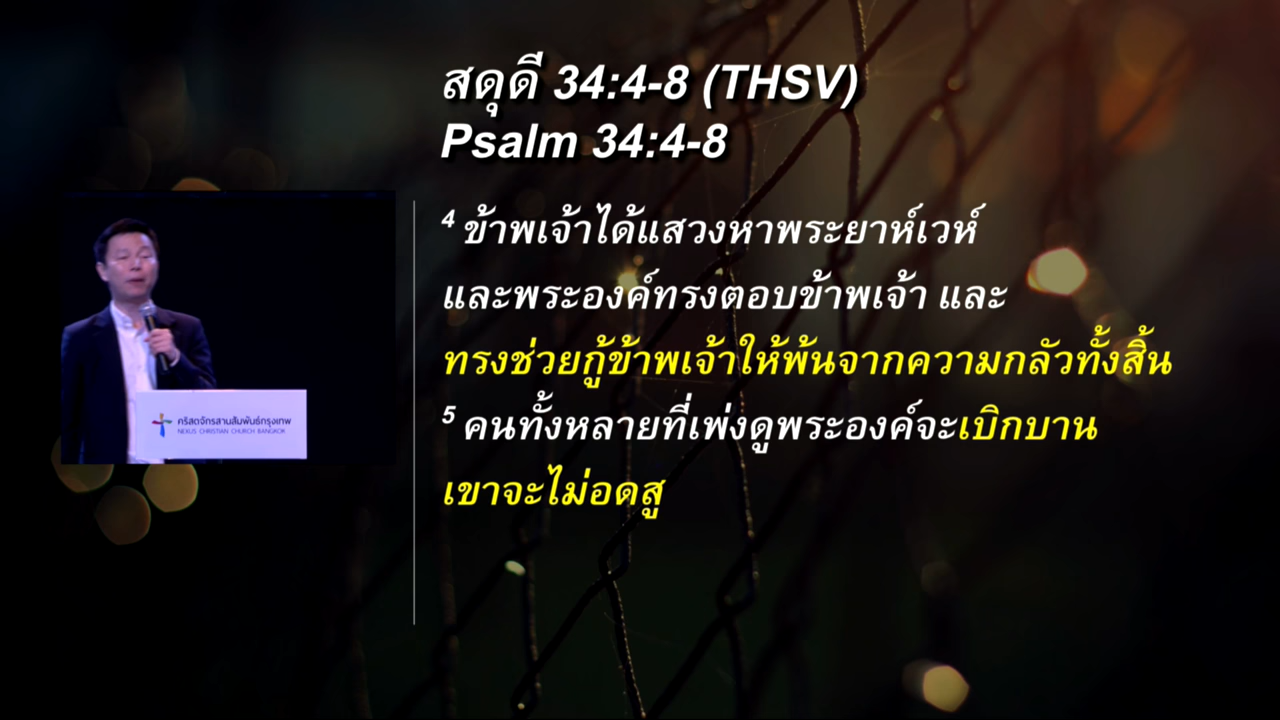 สดุดี 34:4-8 (THSV)
Psalm 34:4-8
4 ข้าพเจ้าได้แสวงหาพระยาห์เวห์
และพระองค์ทรงตอบข้าพเจ้า และ
ทรงช่วยกู้ข้าพเจ้าให้พ้นจากความกลัวทั้งสิ้น
5 คนทั้งหลายที่เพ่งดูพระองค์จะเบิกบาน
เขาจะไม่อดสู
คริสตจักรสานสัมพันธ์กรุงเทพ
NEXUS CHRISTIAN CHURCH BANGKOK